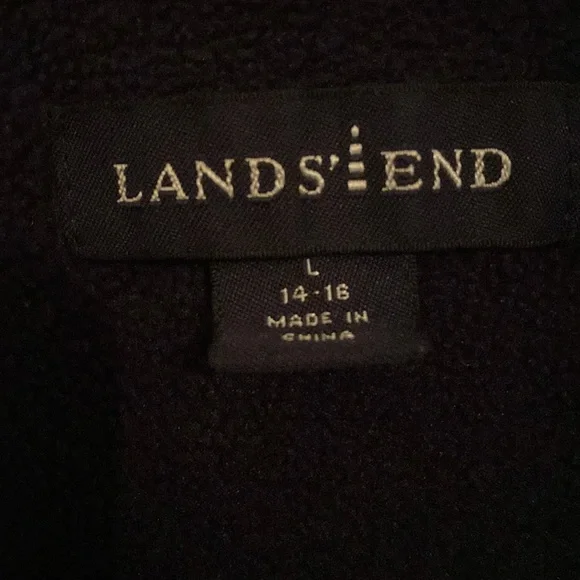 LANDS' END
L
14-16
MADE IN
CHINA